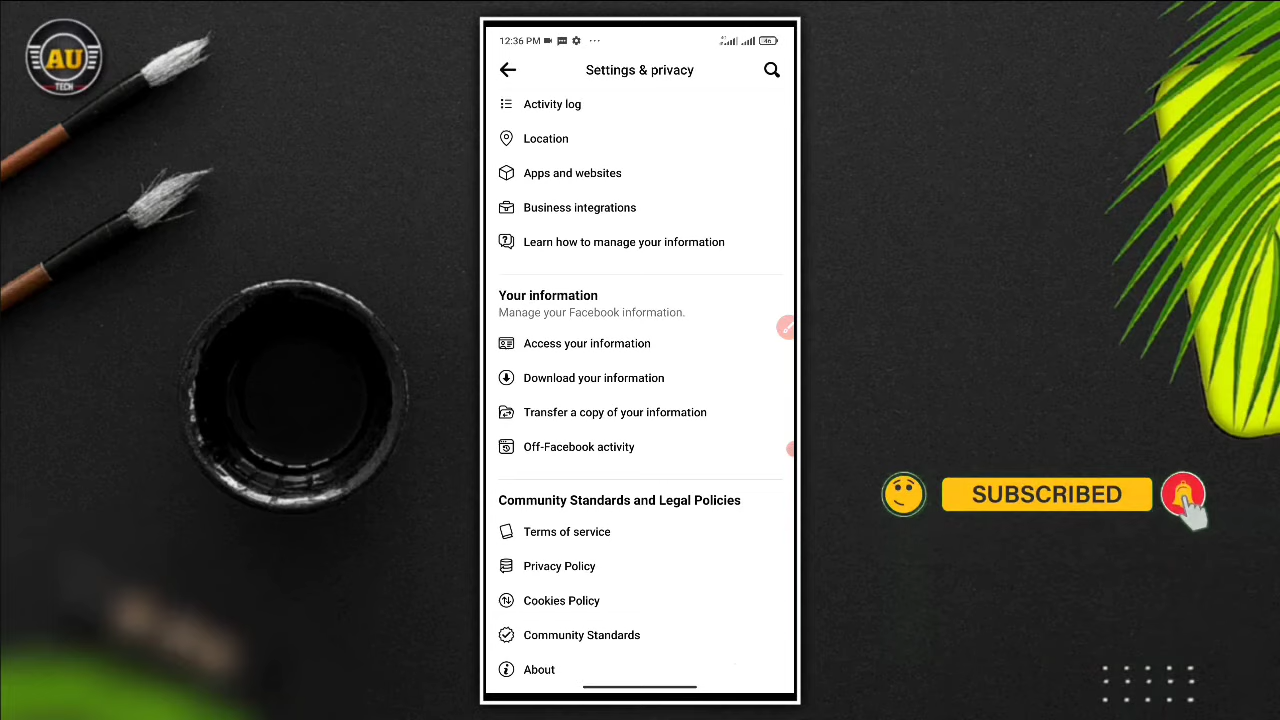 AU
TECH
12:36 PM
46
Settings & privacy
Activity log
Location
Apps and websites
Business integrations
Learn how to manage your information
Your information
Manage your Facebook information.
Access your information
Download your information
Transfer a copy of your information
Off-Facebook activity
Community Standards and Legal Policies
Terms of service
Privacy Policy
Cookies Policy
Community Standards
About
SUBSCRIBED